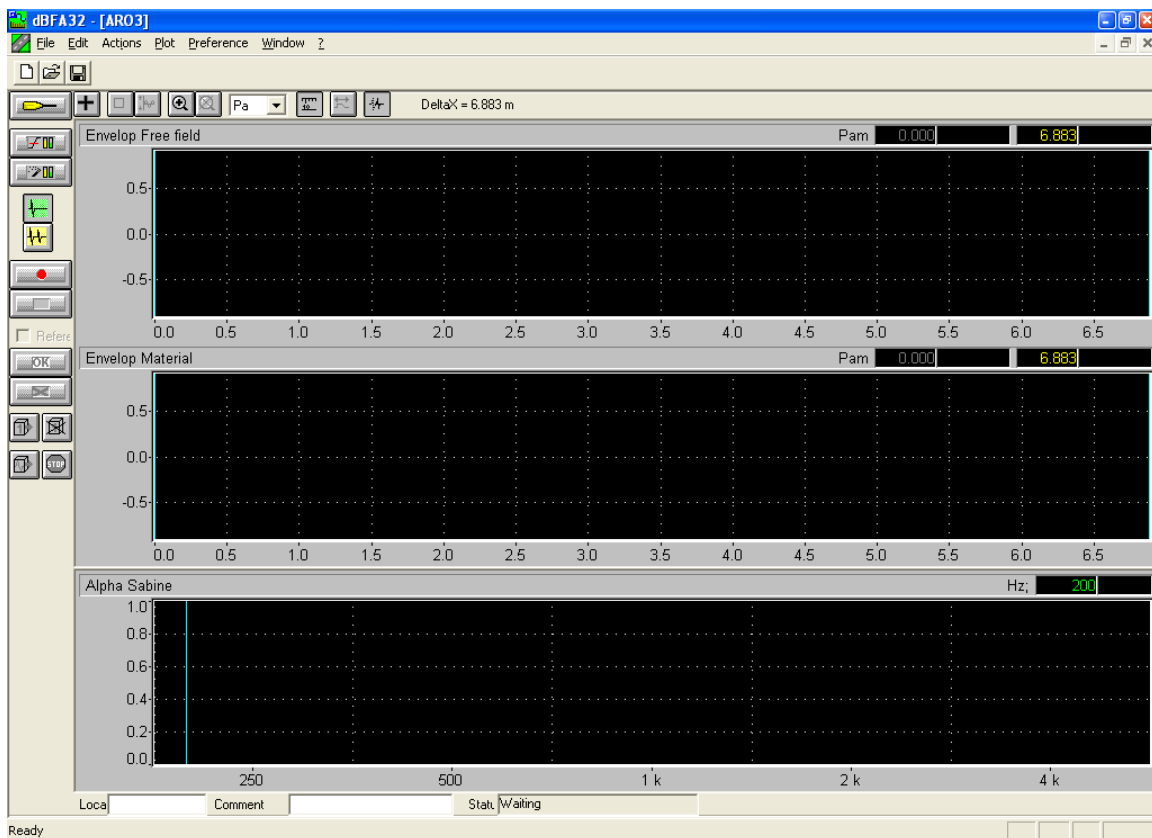 dBFA32 - [ARO3]
File Edit Actions Plot Preference Window ?
Pa DeltaX = 6.883 m
Envelop Free field Pam 0.000 6.883
0.5
0.0
-0.5
0.0 0.5 1.0 1.5 2.0 2.5 3.0 3.5 4.0 4.5 5.0 5.5 6.0 6.5
Refere
OK
Envelop Material Pam 0.000 6.883
0.5
0.0
-0.5
STOP
0.0 0.5 1.0 1.5 2.0 2.5 3.0 3.5 4.0 4.5 5.0 5.5 6.0 6.5
Alpha Sabine Hz; 200
1.0
0.8
0.6
0.4
0.2
0.0
250 500 1 k 2 k 4 k
Loca Comment Statu Waiting
Ready